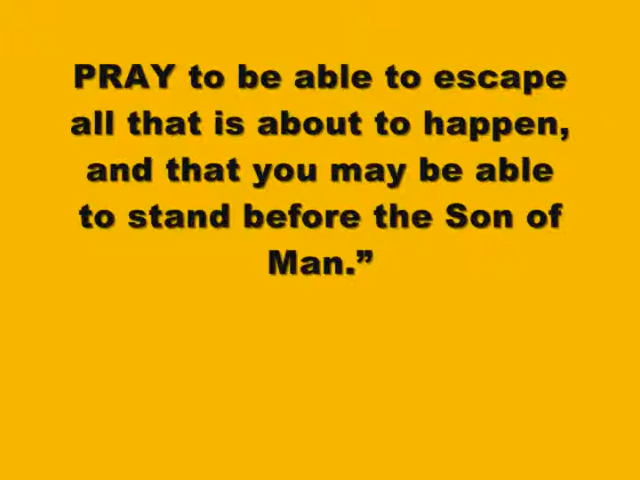 PRAY to be able to escape
all that is about to happen,
and that you may be able
to stand before the Son of
Man.”